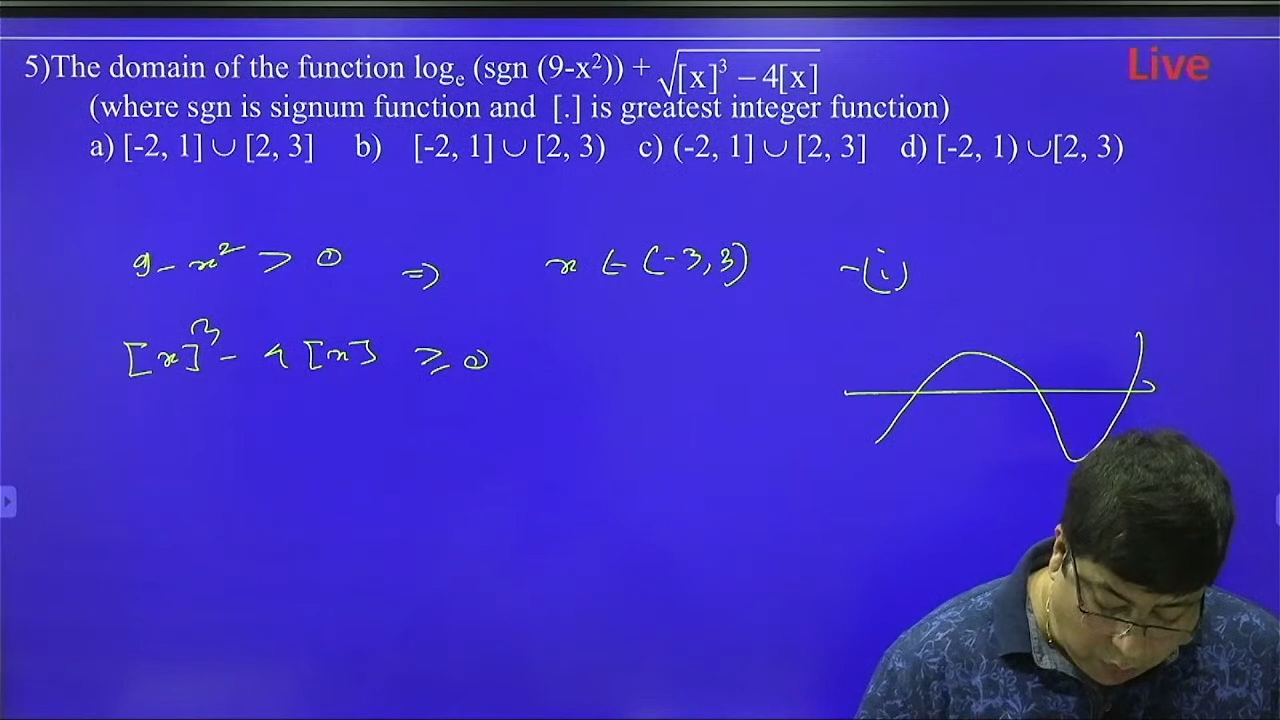 5)The domain of the function logₑ (sgn (9-x²)) + √([x]³ – 4[x])
Live
(where sgn is signum function and [.] is greatest integer function)
a) [-2, 1] ∪ [2, 3] b) [-2, 1] ∪ [2, 3) c) (-2, 1] ∪ [2, 3] d) [-2, 1) ∪[2, 3)
9 - x² > 0 ⇒ x ∈ (-3, 3) -(i)
[x]³ - 4 [x] ≥ 0